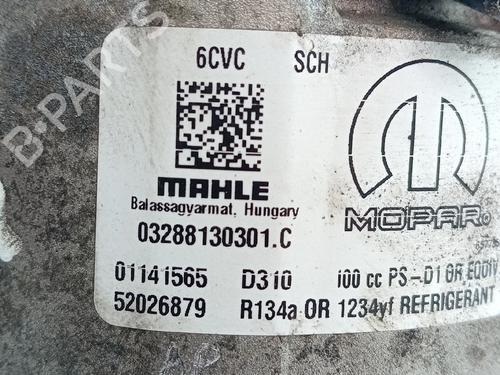 B-PARTS
6CVC SCH
MAHLE
Balassagyarmat, Hungary
MOPAR
03288130301.C
01141565 D310 100 cc PS-D1 OR EQUIV
52026879 R134a OR 1234yf REFRIGERANT